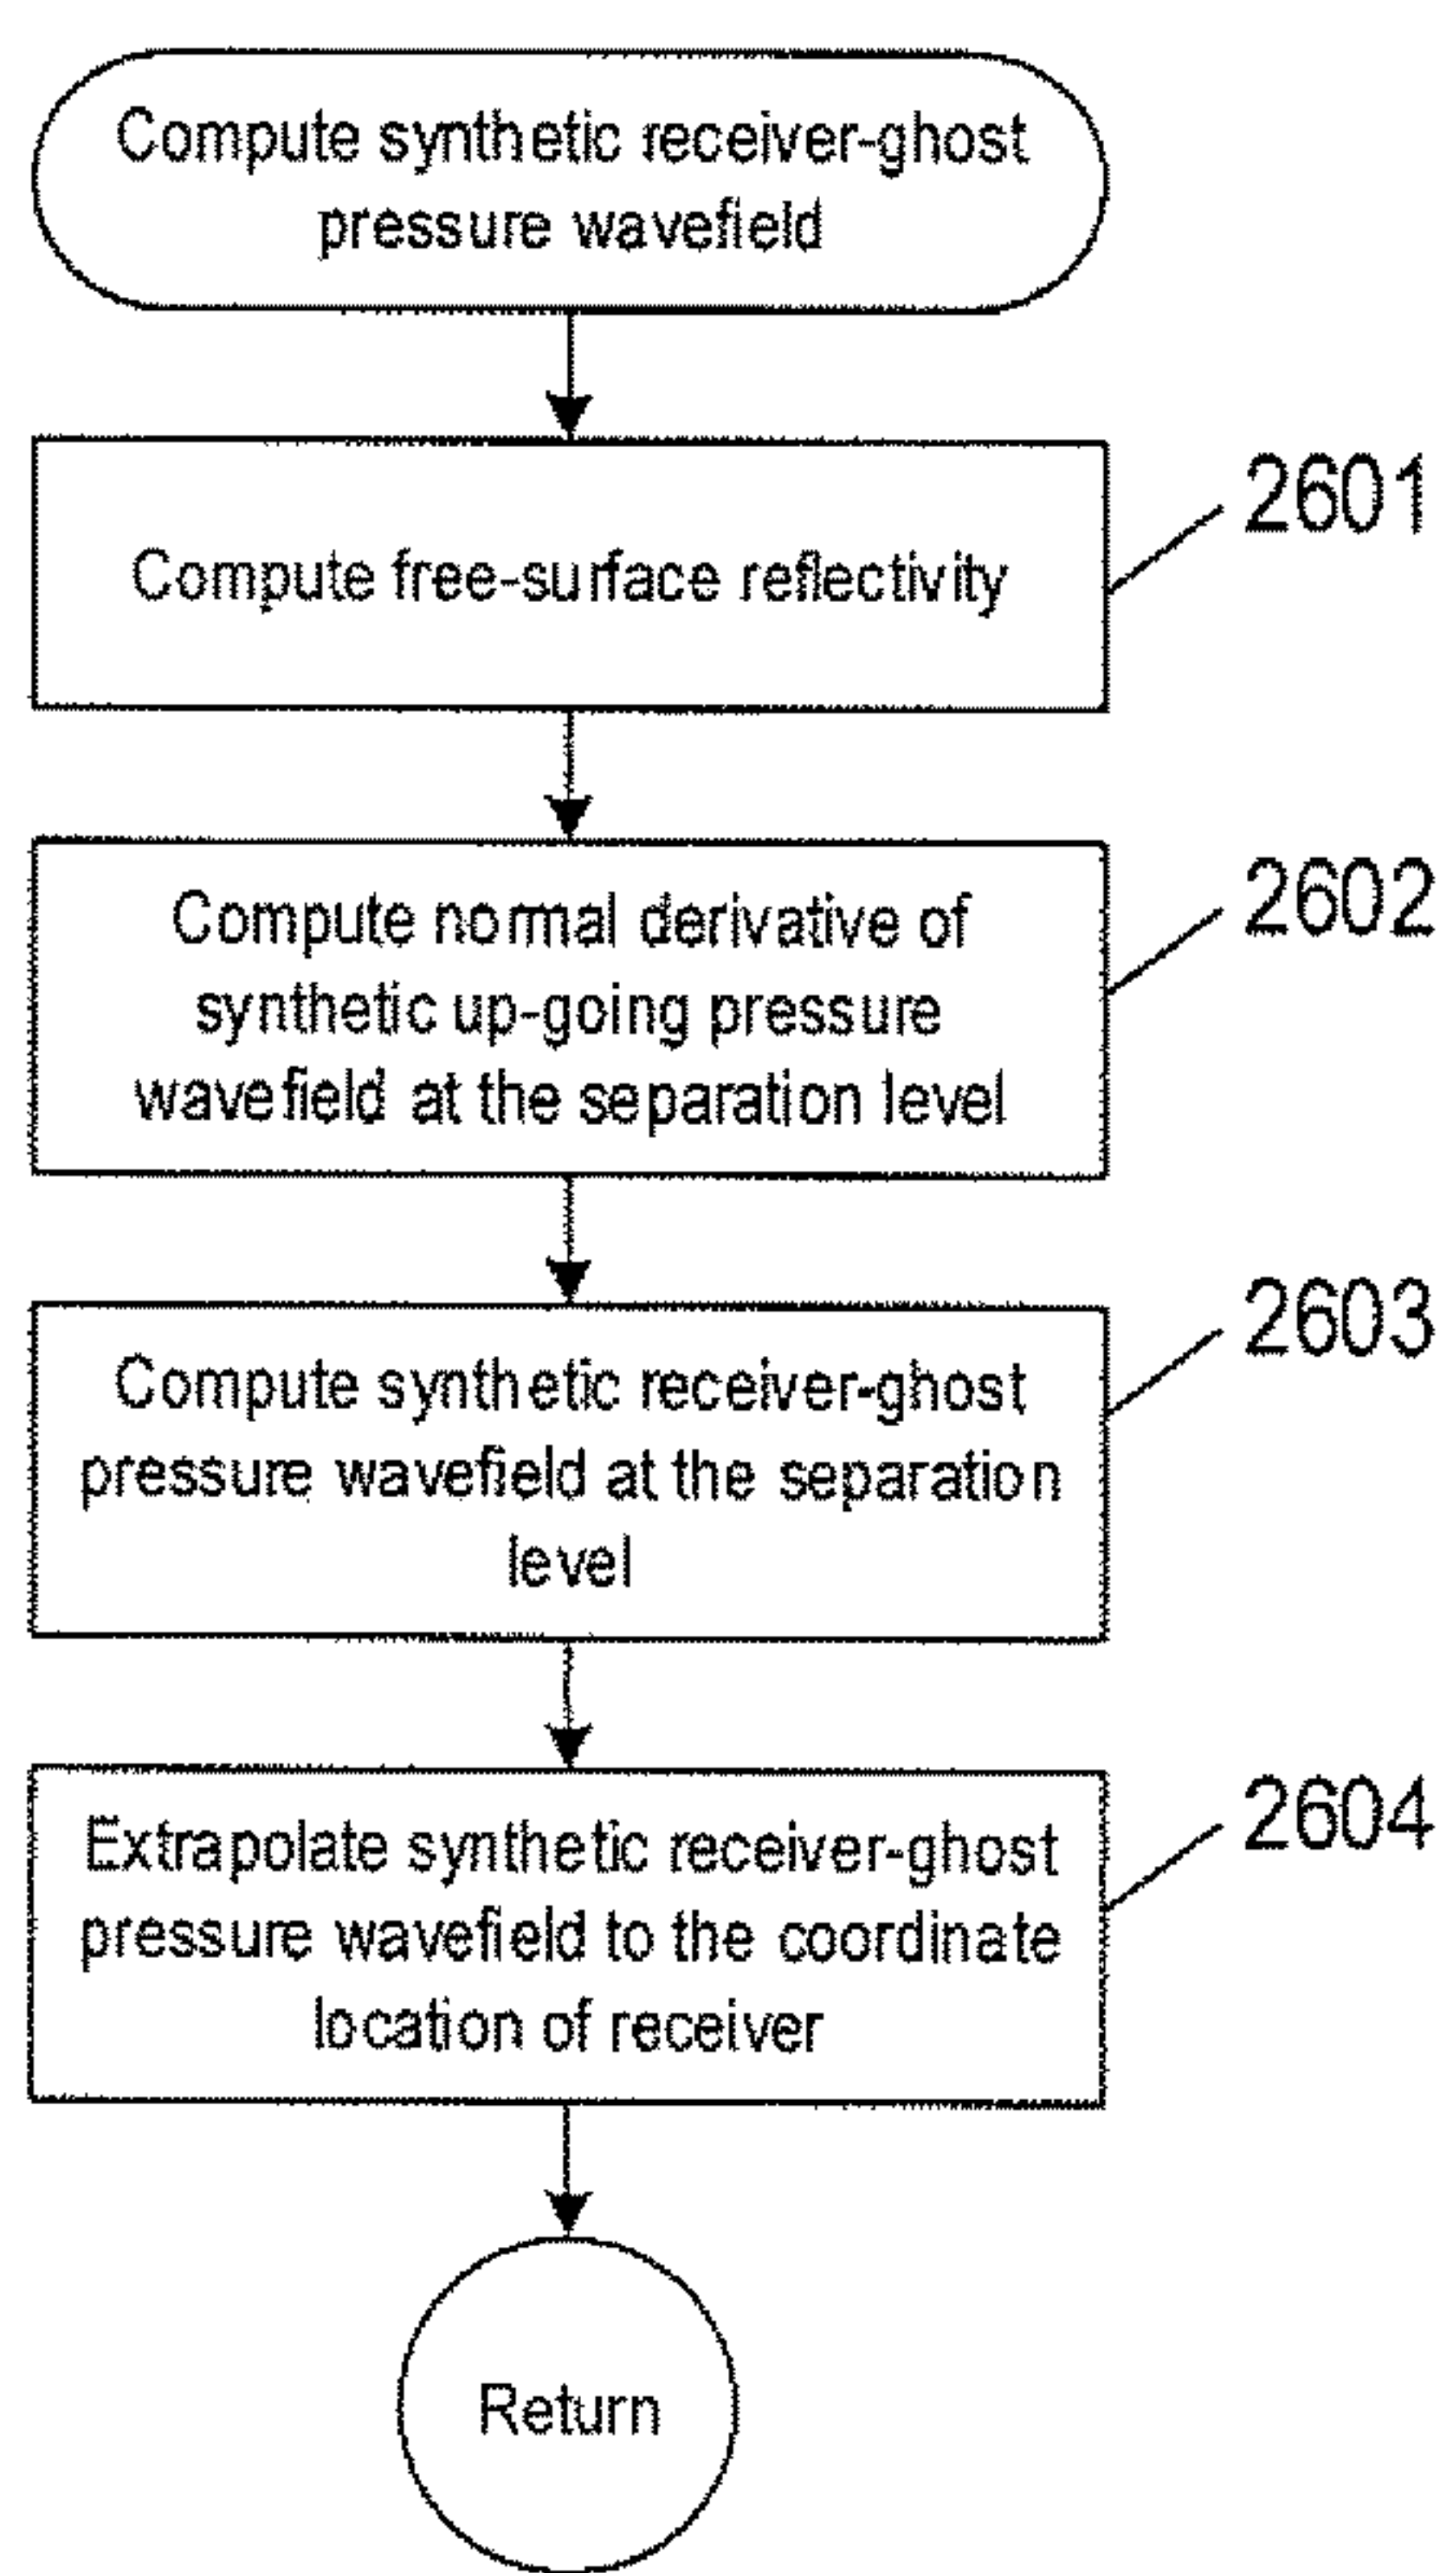 Compute synthetic receiver-ghost
pressure wavefield
Compute free-surface reflectivity
2601
Compute normal derivative of
synthetic up-going pressure
wavefield at the separation level
2602
Compute synthetic receiver-ghost
pressure wavefield at the separation
level
2603
Extrapolate synthetic receiver-ghost
pressure wavefield to the coordinate
location of receiver
2604
Return